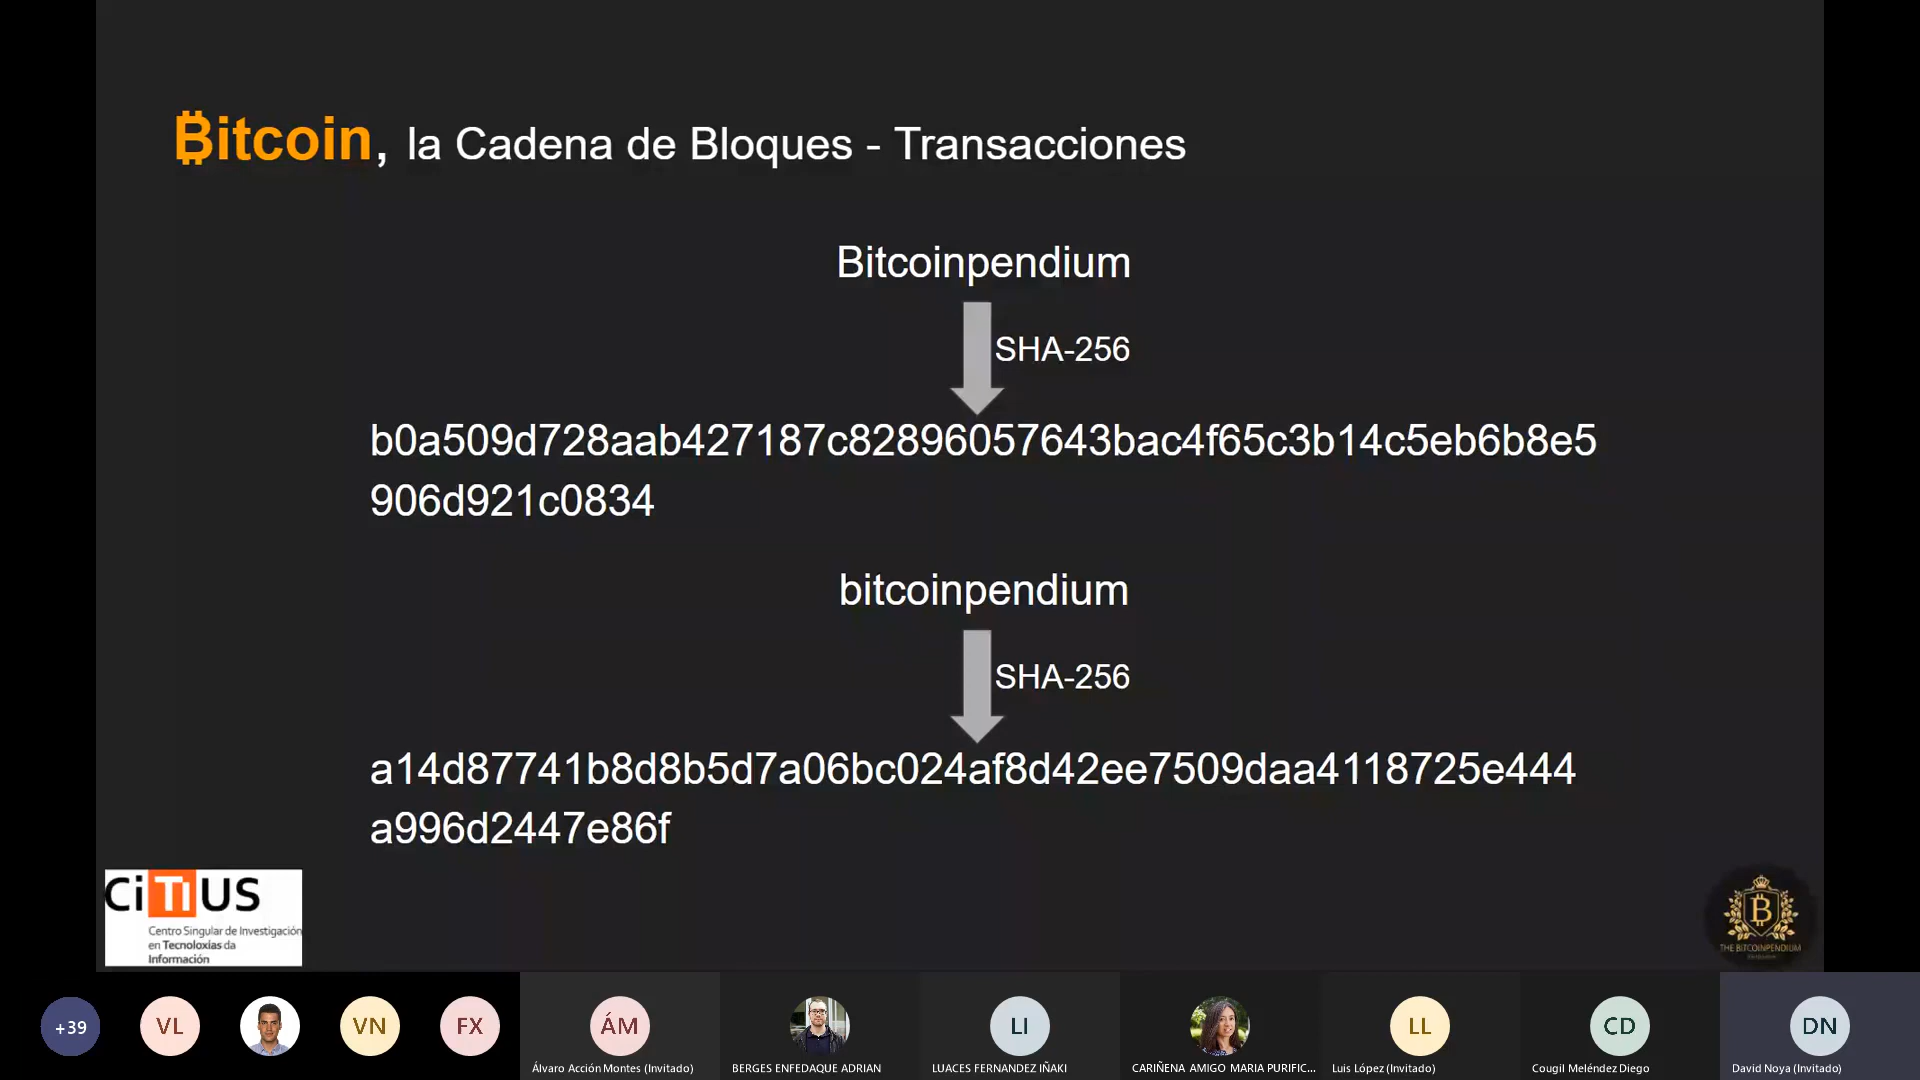 ₿itcoin, la Cadena de Bloques - Transacciones
Bitcoinpendium
SHA-256
b0a509d728aab427187c82896057643bac4f65c3b14c5eb6b8e5
906d921c0834
bitcoinpendium
SHA-256
a14d87741b8d8b5d7a06bc024af8d42ee7509daa4118725e444
a996d2447e86f
CiTIUS
Centro Singular de Investigación
en Tecnoloxías da
Información
THE BITCOINPENDIUM
+39
VL
VN
FX
ÁM
LI
LL
CD
DN
Álvaro Acción Montes (Invitado)
BERGES ENFEDAQUE ADRIAN
LUACES FERNANDEZ IÑAKI
CARIÑENA AMIGO MARIA PURIFIC...
Luis López (Invitado)
Cougil Meléndez Diego
David Noya (Invitado)